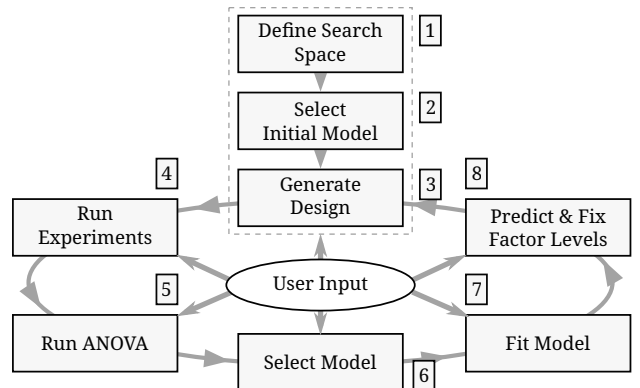 Define Search
Space
1
Select
Initial Model
2
Generate
Design
3
4
Run
Experiments
8
Predict & Fix
Factor Levels
User Input
5
Run ANOVA
Select Model
6
7
Fit Model